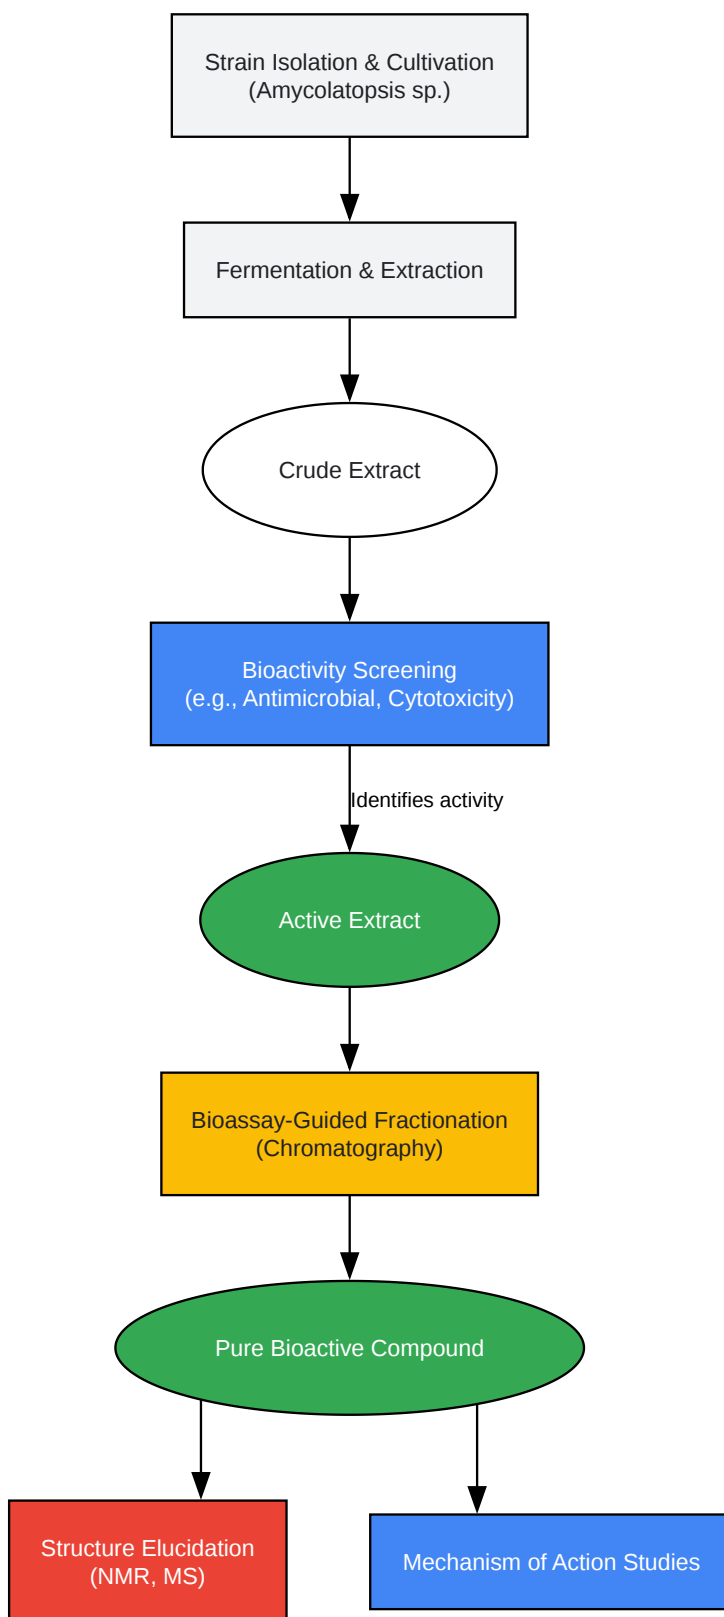 Strain Isolation & Cultivation
(Amycolatopsis sp.)
Fermentation & Extraction
Crude Extract
Bioactivity Screening
(e.g., Antimicrobial, Cytotoxicity)
Identifies activity
Active Extract
Bioassay-Guided Fractionation
(Chromatography)
Pure Bioactive Compound
Structure Elucidation
(NMR, MS)
Mechanism of Action Studies